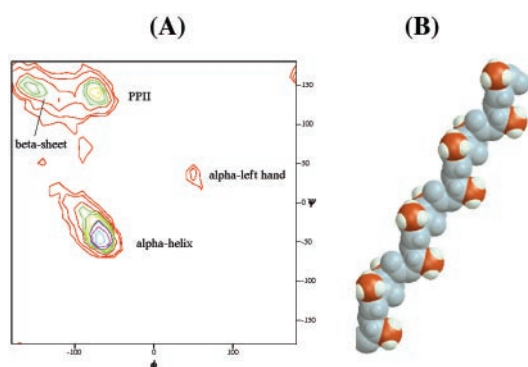 (A)
(B)
PPII
beta-sheet
alpha-left hand
alpha-helix
150
100
50
0
Ψ
-50
-100
-150
-100
0
100
ϕ